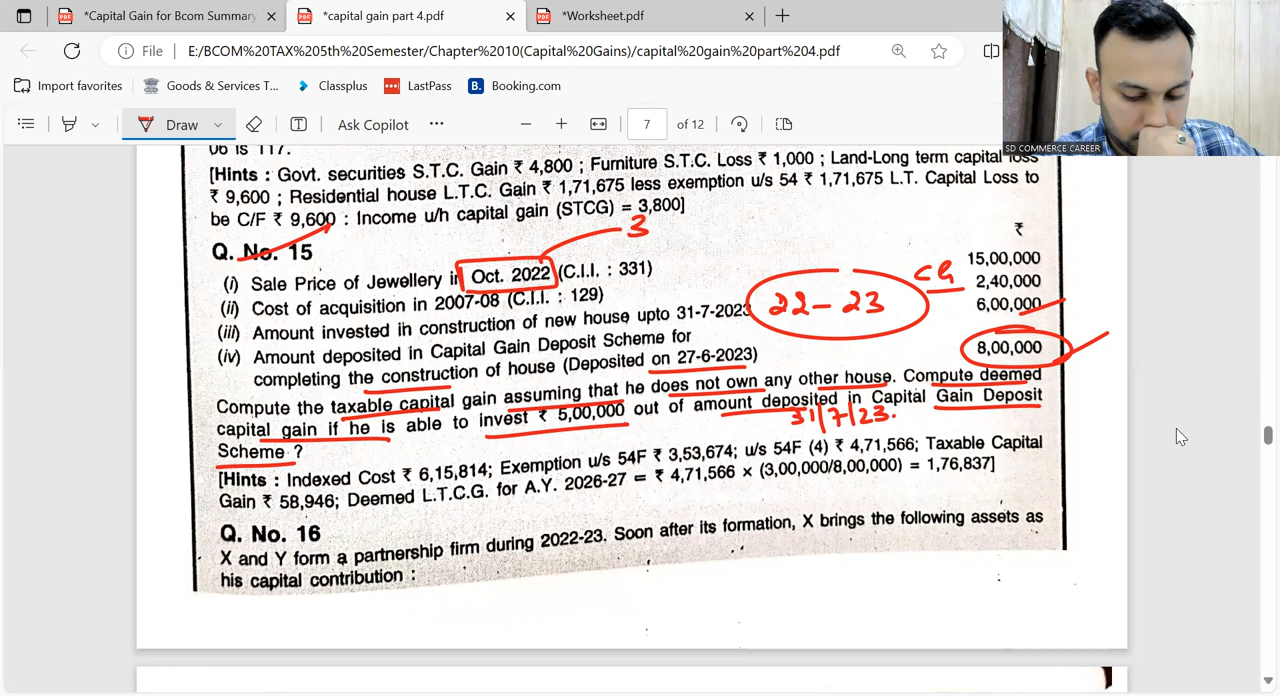 *Capital Gain for Bcom Summary
*capital gain part 4.pdf
*Worksheet.pdf
File
E:/BCOM%20TAX%205th%20Semester/Chapter%2010(Capital%20Gains)/capital%20gain%20part%204.pdf
Import favorites
Goods & Services T...
Classplus
LastPass
B. Booking.com
Draw
Ask Copilot
7 of 12
SD COMMERCE CAREER
06 is 117.
[Hints : Govt. securities S.T.C. Gain ₹ 4,800 ; Furniture S.T.C. Loss ₹ 1,000 ; Land-Long term capital loss
₹ 9,600 ; Residential house L.T.C. Gain ₹ 1,71,675 less exemption u/s 54 ₹ 1,71,675 L.T. Capital Loss to
be C/F ₹ 9,600 : Income u/h capital gain (STCG) = 3,800]
3
Q. No. 15
₹
(i) Sale Price of Jewellery in Oct. 2022 (C.I.I. : 331) 15,00,000
CG
(ii) Cost of acquisition in 2007-08 (C.I.I. : 129) 2,40,000
22-23
(iii) Amount invested in construction of new house upto 31-7-2023 6,00,000
(iv) Amount deposited in Capital Gain Deposit Scheme for
completing the construction of house (Deposited on 27-6-2023) 8,00,000
Compute the taxable capital gain assuming that he does not own any other house. Compute deemed
capital gain if he is able to invest ₹ 5,00,000 out of amount deposited in Capital Gain Deposit
31/7/23.
Scheme ?
[Hints : Indexed Cost ₹ 6,15,814; Exemption u/s 54F ₹ 3,53,674; u/s 54F (4) ₹ 4,71,566; Taxable Capital
Gain ₹ 58,946; Deemed L.T.C.G. for A.Y. 2026-27 = ₹ 4,71,566 × (3,00,000/8,00,000) = 1,76,837]
Q. No. 16
X and Y form a partnership firm during 2022-23. Soon after its formation, X brings the following assets as
his capital contribution :